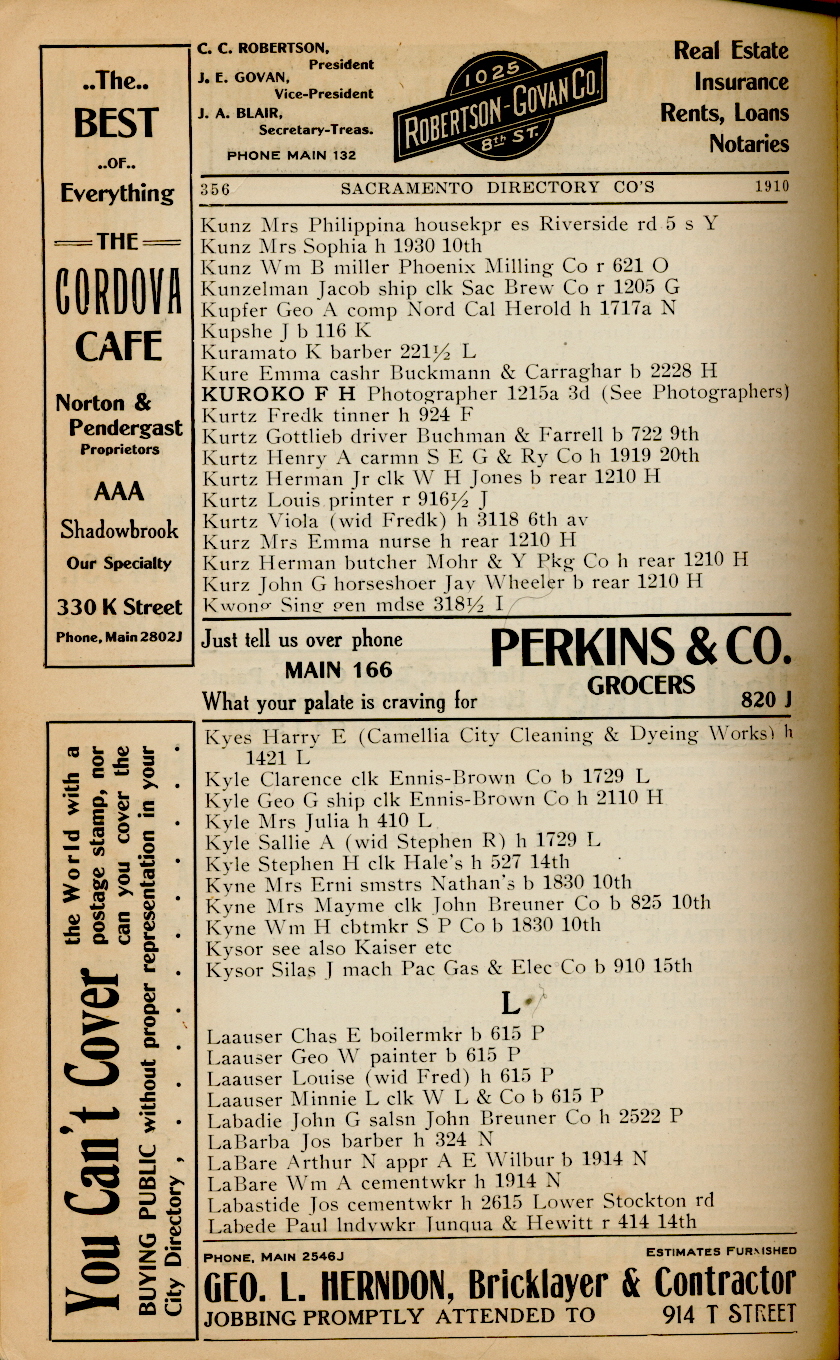 C. C. ROBERTSON,
President
J. E. GOVAN,
Vice-President
J. A. BLAIR,
Secretary-Treas.
PHONE MAIN 132
1025
ROBERTSON-GOVAN CO.
8th ST.
Real Estate
Insurance
Rents, Loans
Notaries
..The..
BEST
..OF..
Everything
THE
CORDOVA
CAFE
Norton &
Pendergast
Proprietors
AAA
Shadowbrook
Our Specialty
330 K Street
Phone, Main 2802J
356 SACRAMENTO DIRECTORY CO'S 1910
Kunz Mrs Philippina housekpr es Riverside rd 5 s Y
Kunz Mrs Sophia h 1930 10th
Kunz Wm B miller Phoenix Milling Co r 621 O
Kunzelman Jacob ship clk Sac Brew Co r 1205 G
Kupfer Geo A comp Nord Cal Herold h 1717a N
Kupshe J b 116 K
Kuramato K barber 221½ L
Kure Emma cashr Buckmann & Carraghar b 2228 H
KUROKO F H Photographer 1215a 3d (See Photographers)
Kurtz Fredk tinner h 924 F
Kurtz Gottlieb driver Buchman & Farrell b 722 9th
Kurtz Henry A carmn S E G & Ry Co h 1919 20th
Kurtz Herman Jr clk W H Jones b rear 1210 H
Kurtz Louis printer r 916½ J
Kurtz Viola (wid Fredk) h 3118 6th av
Kurz Mrs Emma nurse h rear 1210 H
Kurz Herman butcher Mohr & Y Pkg Co h rear 1210 H
Kurz John G horseshoer Jay Wheeler b rear 1210 H
Kwong Sing gen mdse 318½ I
Just tell us over phone
MAIN 166
What your palate is craving for
PERKINS & CO.
GROCERS
820 J
Kyes Harry E (Camellia City Cleaning & Dyeing Works) h
1421 L
Kyle Clarence clk Ennis-Brown Co b 1729 L
Kyle Geo G ship clk Ennis-Brown Co h 2110 H
Kyle Mrs Julia h 410 L
Kyle Sallie A (wid Stephen R) h 1729 L
Kyle Stephen H clk Hale's h 527 14th
Kyne Mrs Erni smstrs Nathan's b 1830 10th
Kyne Mrs Mayme clk John Breuner Co b 825 10th
Kyne Wm H cbtmkr S P Co b 1830 10th
Kysor see also Kaiser etc
Kysor Silas J mach Pac Gas & Elec Co b 910 15th
L
Laauser Chas E boilermkr b 615 P
Laauser Geo W painter b 615 P
Laauser Louise (wid Fred) h 615 P
Laauser Minnie L clk W L & Co b 615 P
Labadie John G salsn John Breuner Co h 2522 P
LaBarba Jos barber h 324 N
LaBare Arthur N appr A E Wilbur b 1914 N
LaBare Wm A cementwkr h 1914 N
Labastide Jos cementwkr h 2615 Lower Stockton rd
Labede Paul lndywkr Junqua & Hewitt r 414 14th
You Can't Cover
the World with a
postage stamp, nor
can you cover the
BUYING PUBLIC without proper representation in your
City Directory , . . . . . . . .
PHONE, MAIN 2546J
ESTIMATES FURNISHED
GEO. L. HERNDON, Bricklayer & Contractor
JOBBING PROMPTLY ATTENDED TO 914 T STREET